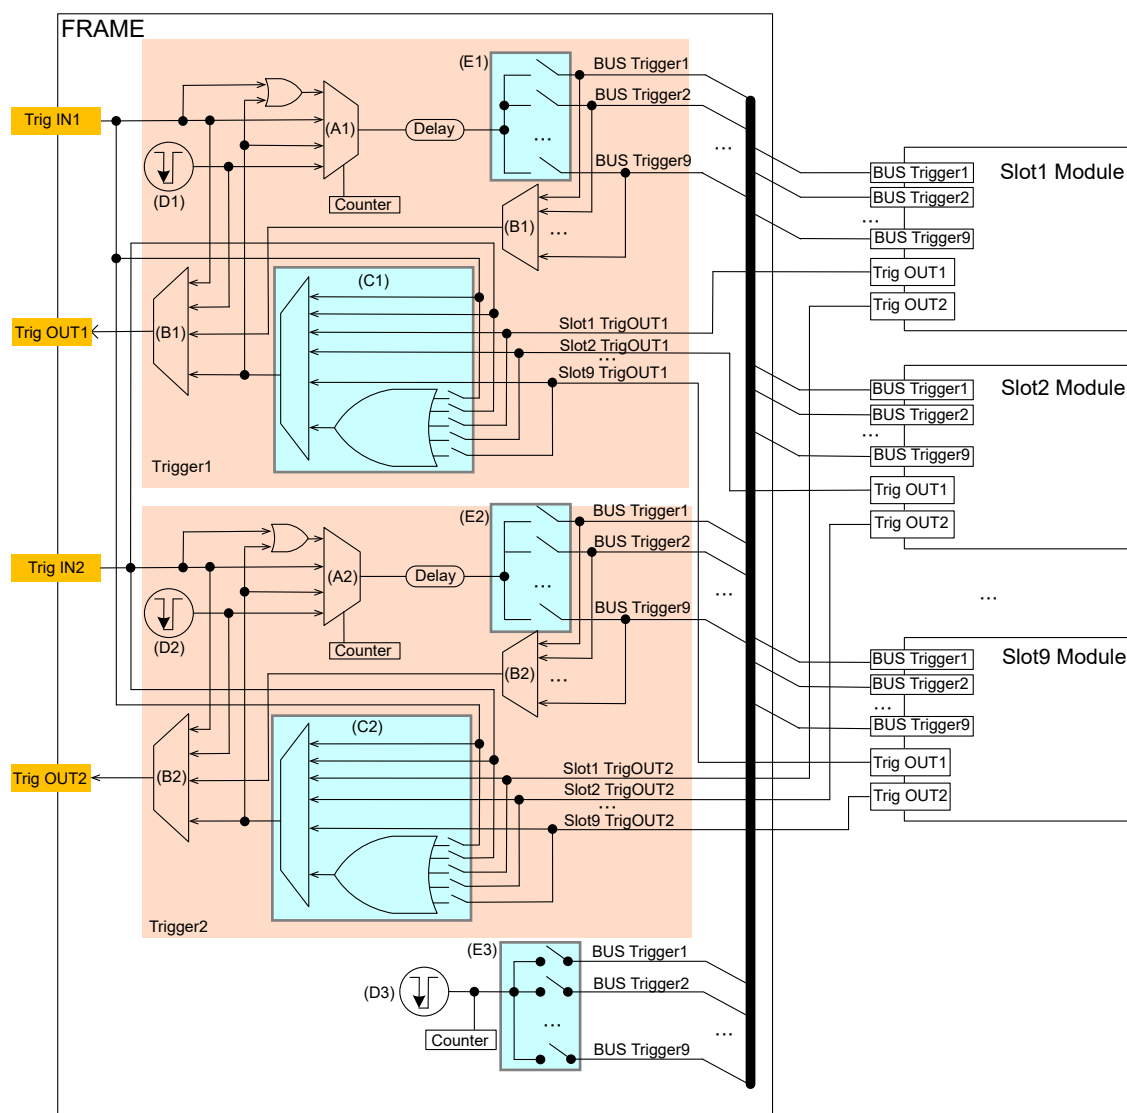 FRAME
(E1)
BUS Trigger1
BUS Trigger2
...
BUS Trigger9
Trig IN1
(A1)
Delay
...
(D1)
Counter
(B1)
...
(C1)
Trig OUT1
(B1)
Slot1 TrigOUT1
Slot2 TrigOUT1
...
Slot9 TrigOUT1
Trigger1
Slot1 Module
BUS Trigger1
BUS Trigger2
...
BUS Trigger9
Trig OUT1
Trig OUT2
Slot2 Module
BUS Trigger1
BUS Trigger2
...
BUS Trigger9
Trig OUT1
Trig OUT2
(E2)
BUS Trigger1
BUS Trigger2
...
BUS Trigger9
Trig IN2
(A2)
Delay
...
(D2)
Counter
(B2)
...
(C2)
Trig OUT2
(B2)
Slot1 TrigOUT2
Slot2 TrigOUT2
...
Slot9 TrigOUT2
Trigger2
...
Slot9 Module
BUS Trigger1
BUS Trigger2
...
BUS Trigger9
Trig OUT1
Trig OUT2
(E3)
BUS Trigger1
(D3)
BUS Trigger2
...
...
Counter
BUS Trigger9